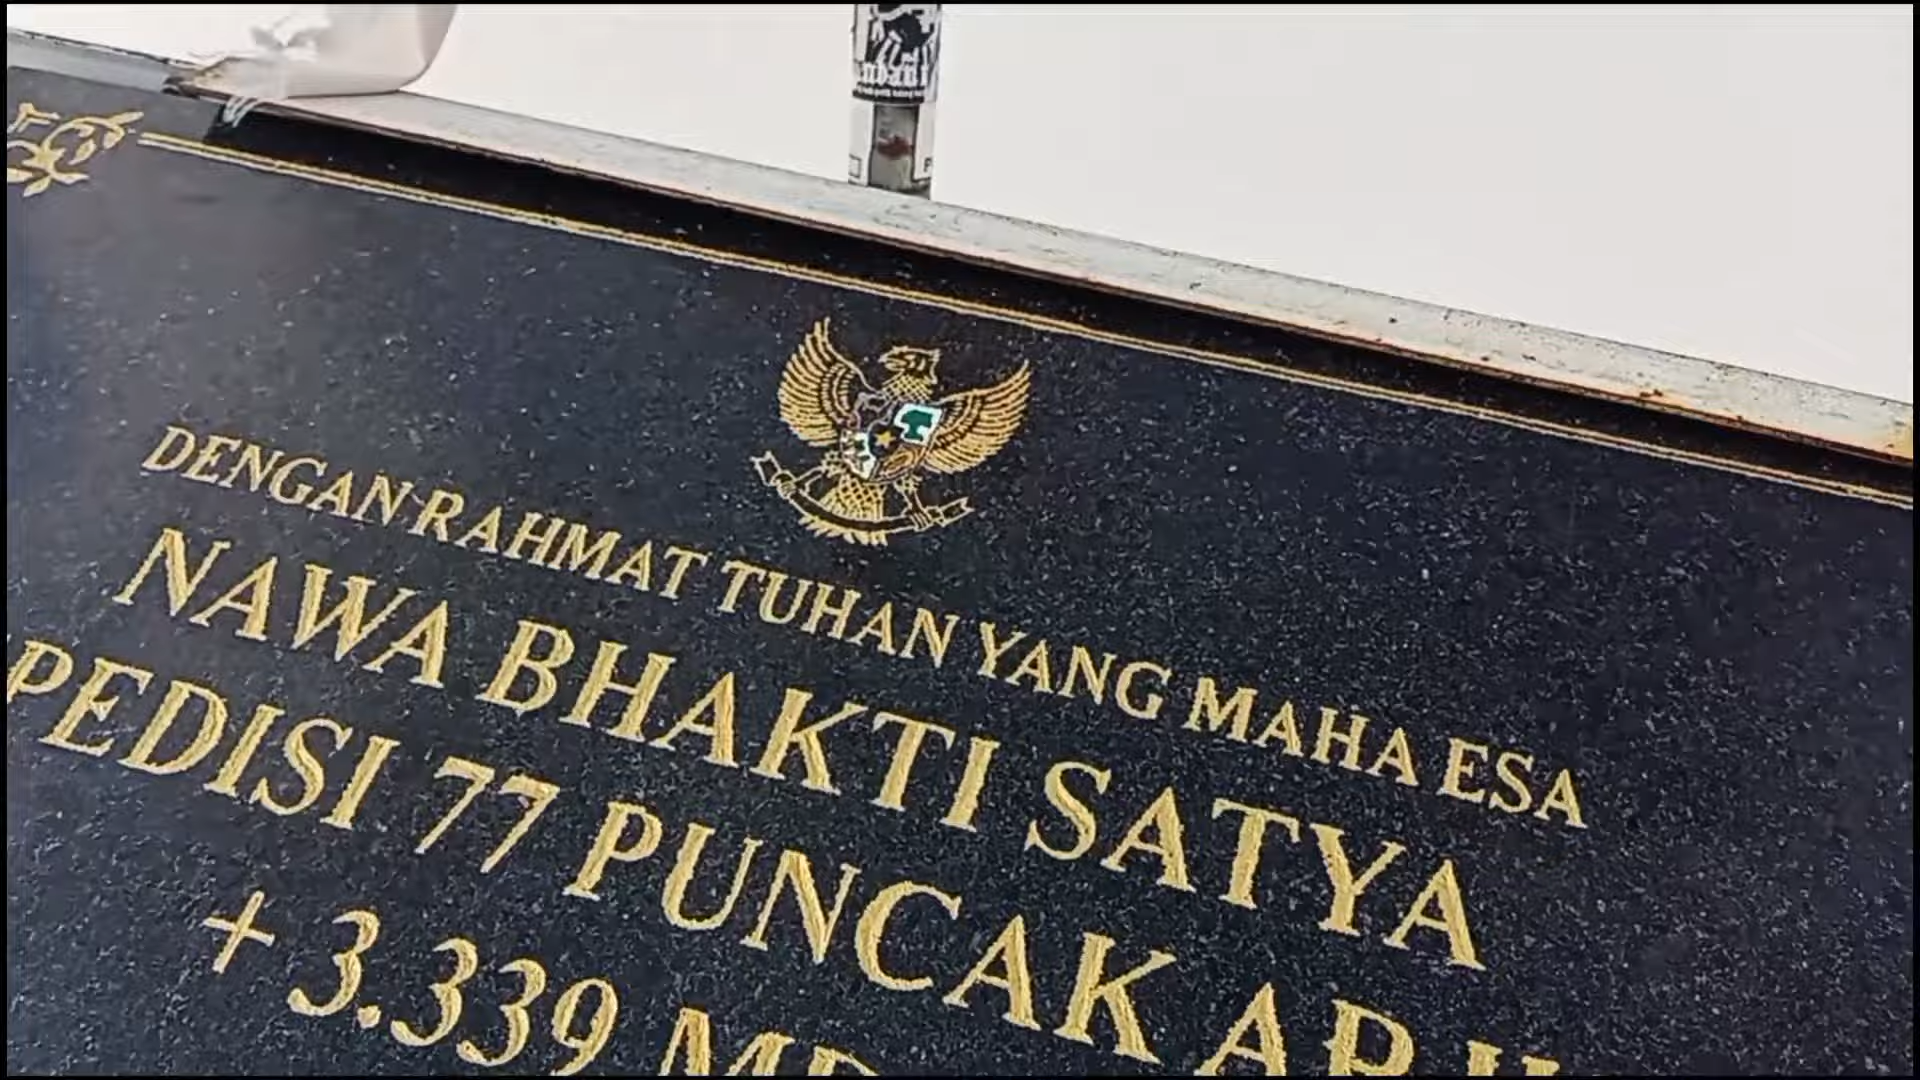 DENGAN RAHMAT TUHAN YANG MAHA ESA
NAWA BHAKTI SATYA
PEDISI 77 PUNCAK
+ 3.339